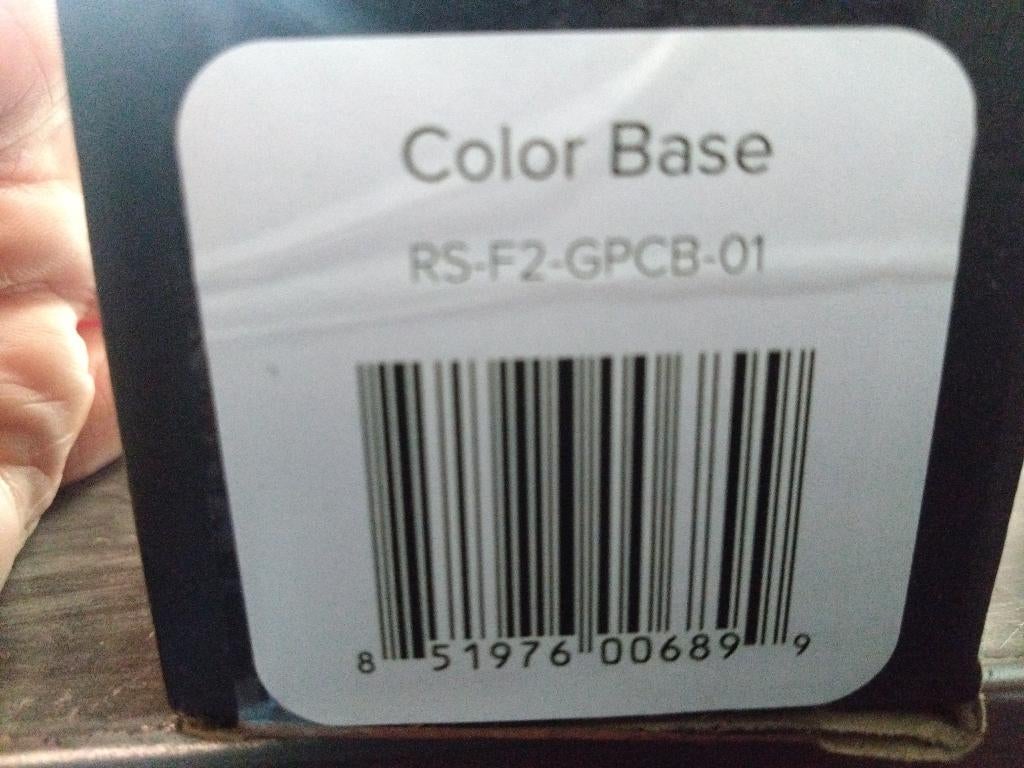 Color Base
RS-F2-GPCB-01
8 51976 00689 9